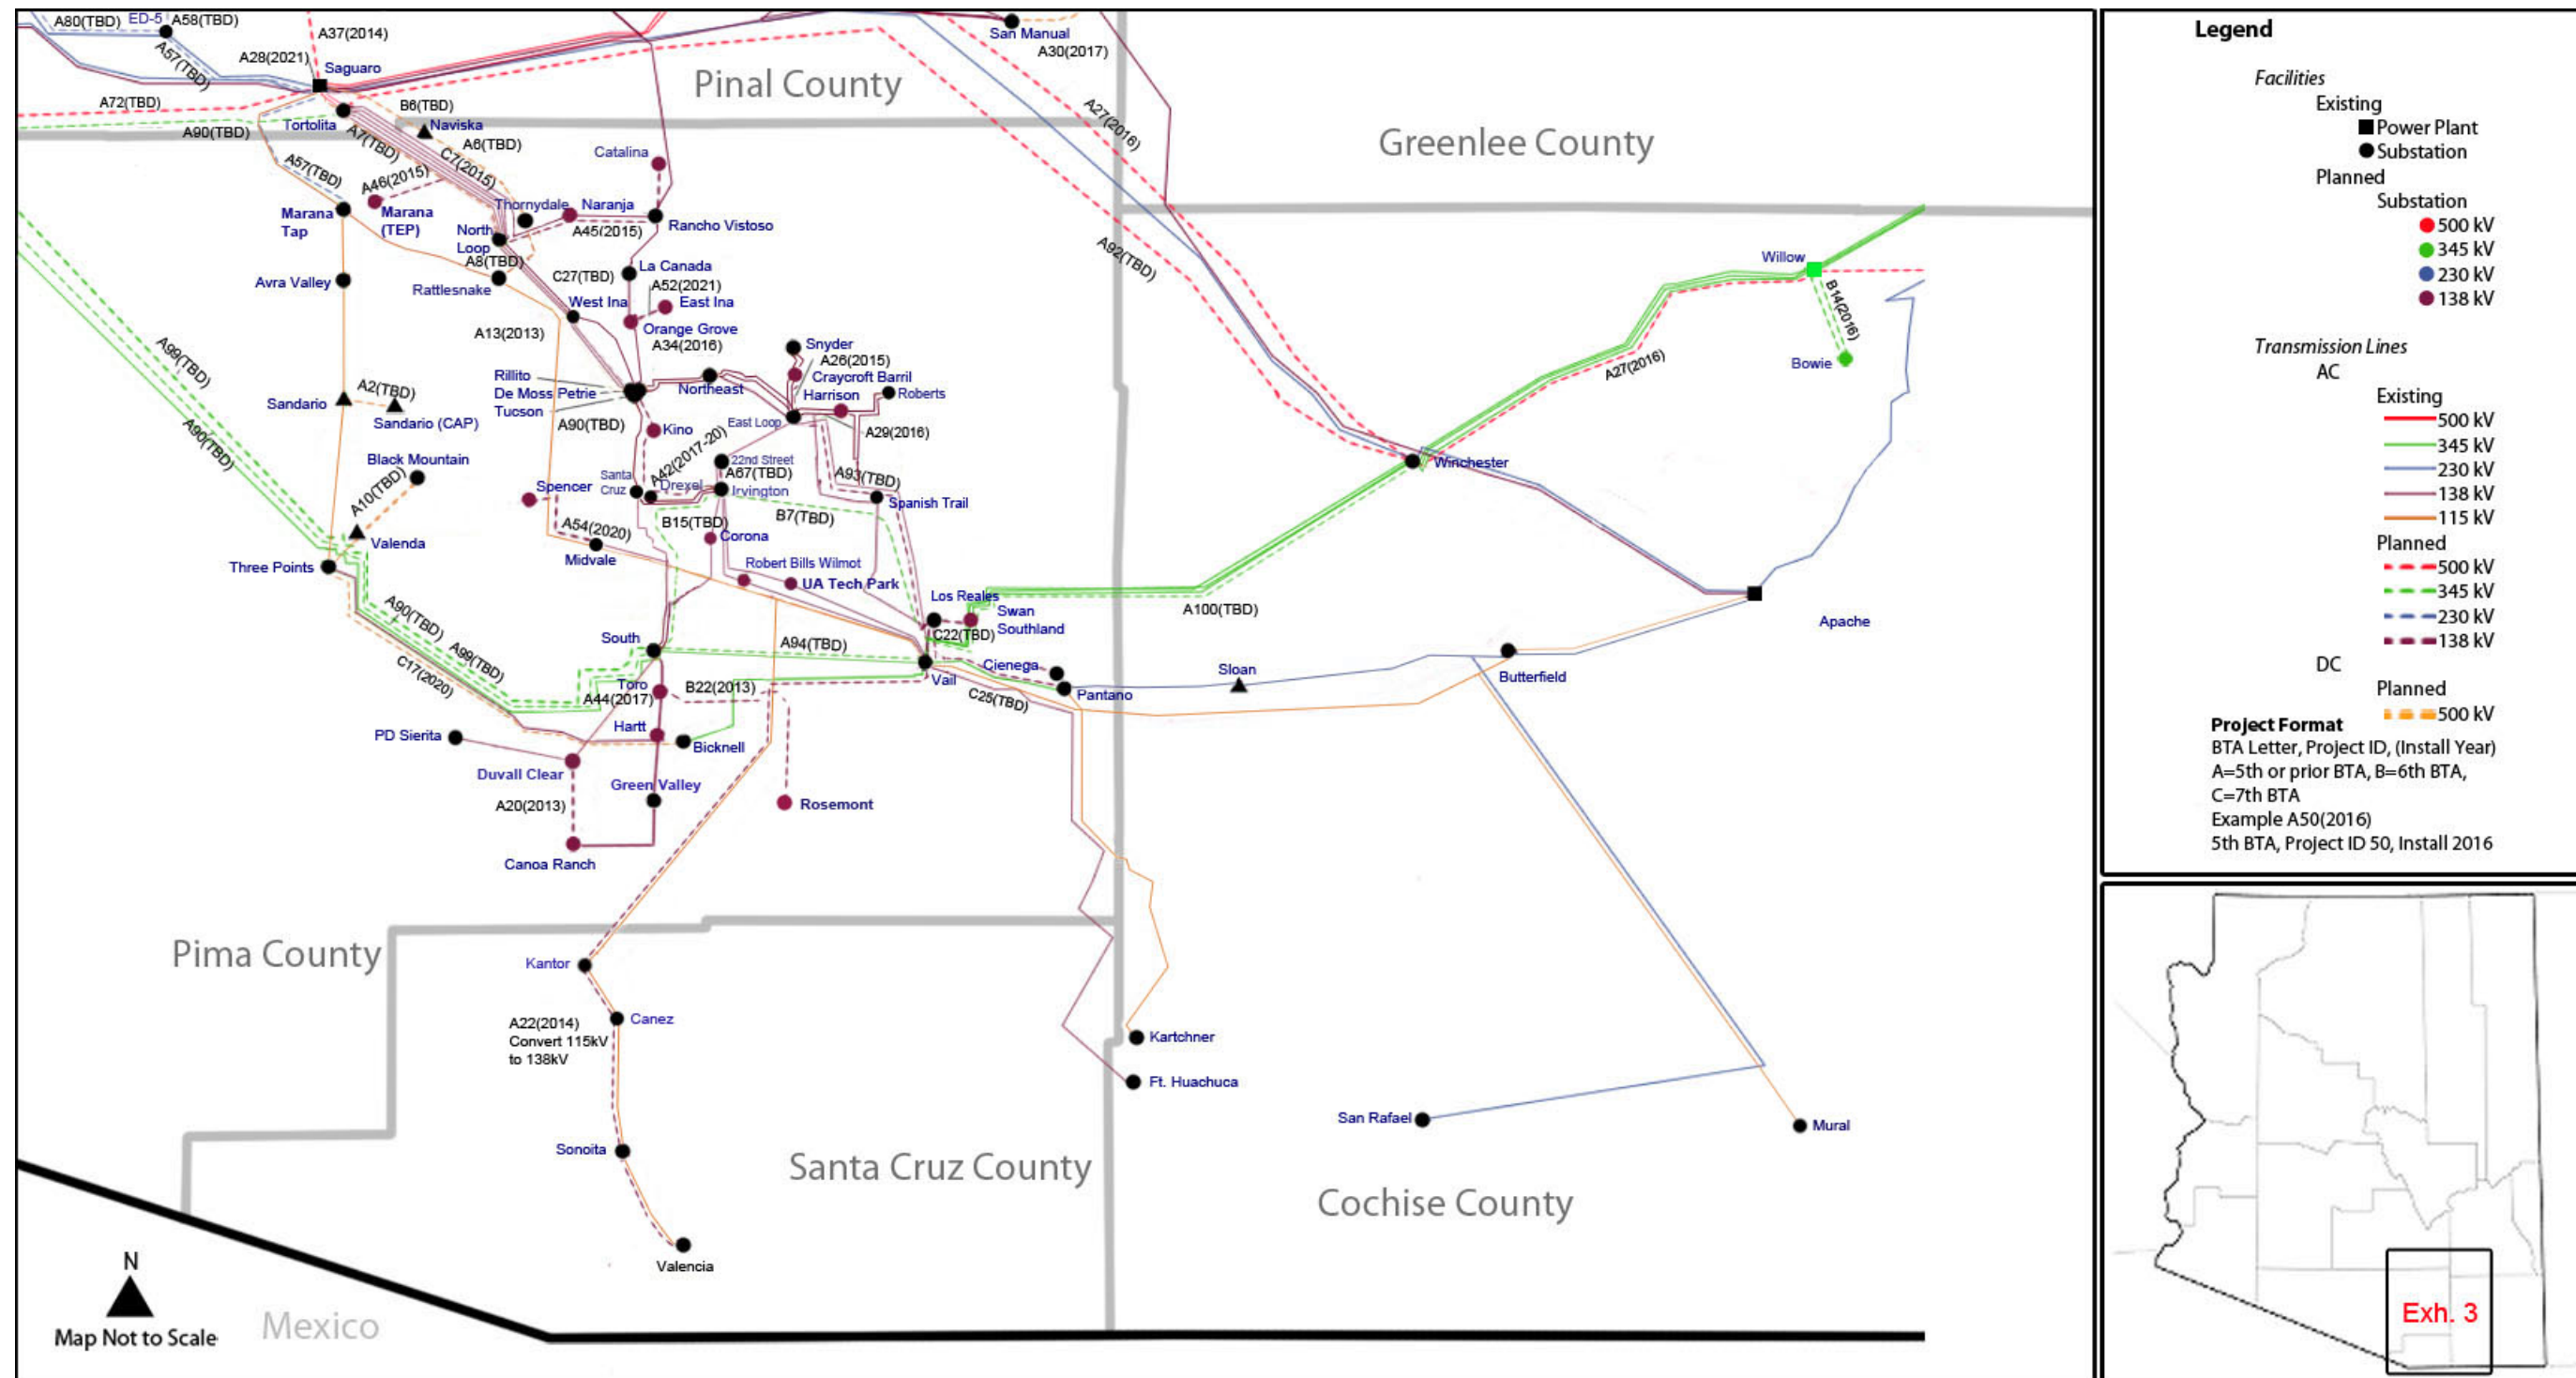 A80(TBD)
ED-5
A58(TBD)
A57(TBD)
A37(2014)
A28(2021)
Saguaro
San Manual
A30(2017)
Pinal County
A72(TBD)
A90(TBD)
Tortolita
B6(TBD)
Naviska
A7(TBD)
A6(TBD)
C7(2015)
A27(2016)
Greenlee County
A57(TBD)
A46(2015)
Catalina
Marana
Tap
Marana
(TEP)
Thornydale
Naranja
North
Loop
A45(2015)
Rancho Vistoso
A8(TBD)
Rattlesnake
Avra Valley
C27(TBD)
La Canada
A52(2021)
West Ina
East Ina
A92(TBD)
Willow
B14(2016)
Bowie
A13(2013)
Orange Grove
A34(2016)
Snyder
A26(2015)
Craycroft Barril
A99(TBD)
Rillito
De Moss Petrie
Tucson
Northeast
Harrison
Roberts
A27(2016)
Sandario
A2(TBD)
Sandario (CAP)
A90(TBD)
Kino
East Loop
A29(2016)
A90(TBD)
Black Mountain
A42(2017-20)
22nd Street
A67(TBD)
Winchester
A10(TBD)
Spencer
Santa
Cruz
Drexel
Irvington
A93(TBD)
Spanish Trail
A54(2020)
B15(TBD)
B7(TBD)
Valenda
Midvale
Corona
Three Points
Robert Bills Wilmot
UA Tech Park
A90(TBD)
Los Reales
Swan
Southland
C22(TBD)
A100(TBD)
Apache
South
A94(TBD)
A99(TBD)
C17(2020)
Cienega
Vail
Pantano
Sloan
Butterfield
Toro
A44(2017)
B22(2013)
C25(TBD)
Hartt
PD Sierita
Bicknell
Duvall Clear
Green Valley
A20(2013)
Rosemont
Canoa Ranch
Pima County
Kantor
A22(2014)
Convert 115kV
to 138kV
Canez
Kartchner
Ft. Huachuca
San Rafael
Mural
Sonoita
Santa Cruz County
Cochise County
Valencia
N
Map Not to Scale
Mexico
Legend
Facilities
Existing
Power Plant
Substation
Planned
Substation
500 kV
345 kV
230 kV
138 kV
Transmission Lines
AC
Existing
500 kV
345 kV
230 kV
138 kV
115 kV
Planned
500 kV
345 kV
230 kV
138 kV
DC
Planned
500 kV
Project Format
BTA Letter, Project ID, (Install Year)
A=5th or prior BTA, B=6th BTA,
C=7th BTA
Example A50(2016)
5th BTA, Project ID 50, Install 2016
Exh. 3